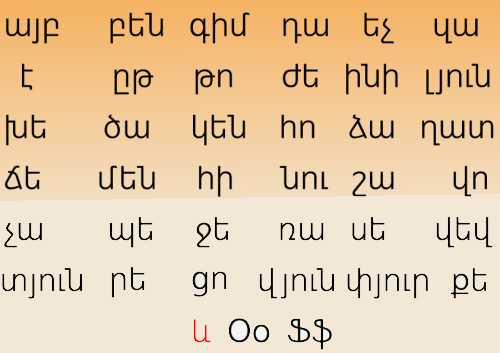 այբ բեն գիմ դա եչ վա
է ըթ թո ժե ինի լյուն
խե ծա կեն հո ձա ղատ
ճե մեն հի նու շա վո
չա պե ջե ռա սե վեվ
տյուն րե ցո վյուն փյուր քե
և Օօ Ֆֆ